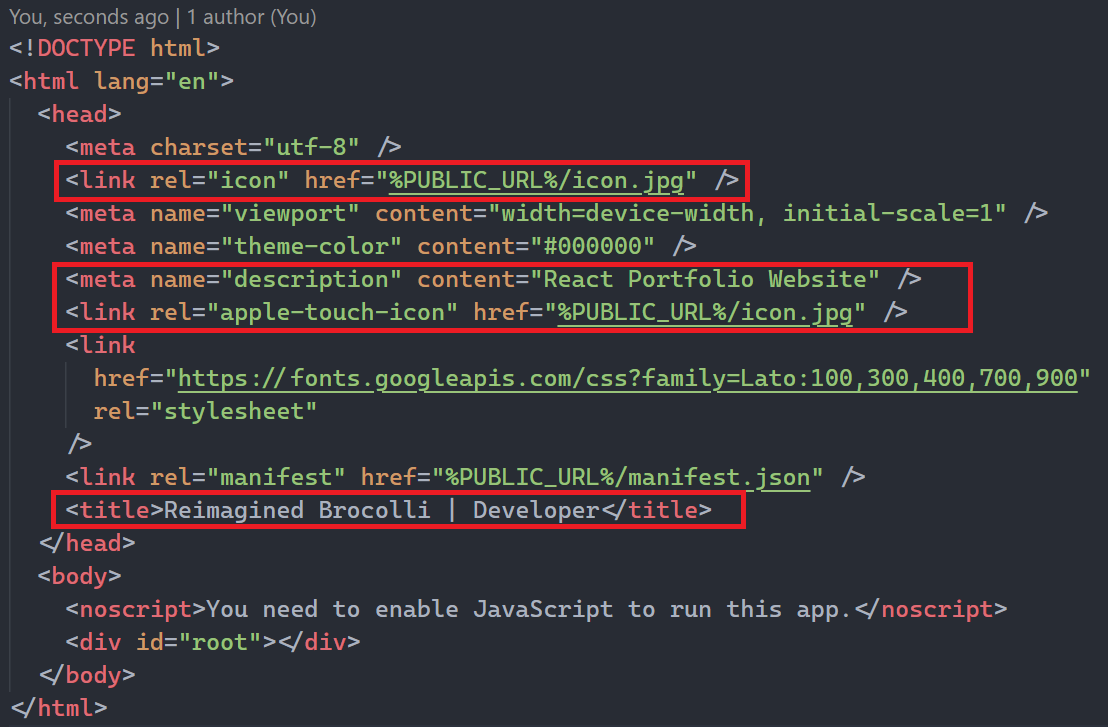 You, seconds ago | 1 author (You)
<!DOCTYPE html>
<html lang="en">
<head>
<meta charset="utf-8" />
<link rel="icon" href="%PUBLIC_URL%/icon.jpg" />
<meta name="viewport" content="width=device-width, initial-scale=1" />
<meta name="theme-color" content="#000000" />
<meta name="description" content="React Portfolio Website" />
<link rel="apple-touch-icon" href="%PUBLIC_URL%/icon.jpg" />
<link
href="https://fonts.googleapis.com/css?family=Lato:100,300,400,700,900"
rel="stylesheet"
/>
<link rel="manifest" href="%PUBLIC_URL%/manifest.json" />
<title>Reimagined Brocolli | Developer</title>
</head>
<body>
<noscript>You need to enable JavaScript to run this app.</noscript>
<div id="root"></div>
</body>
</html>